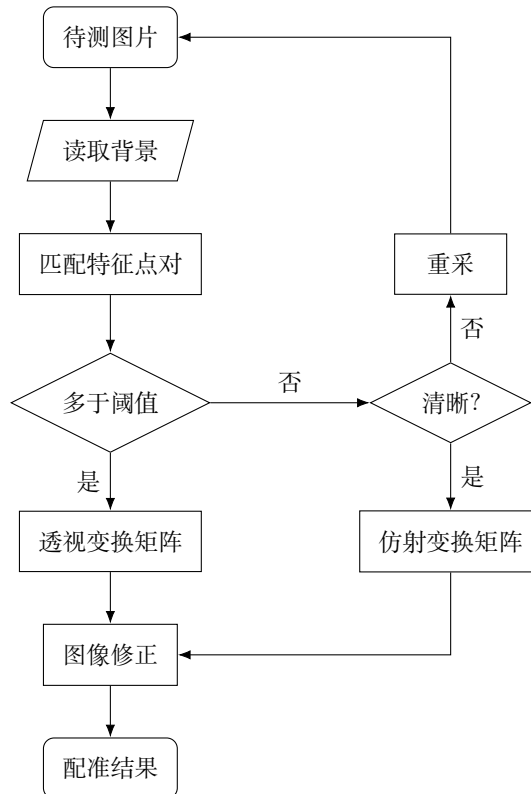 待测图片
读取背景
匹配特征点对
重采
否
多于阈值
否
清晰?
是
是
透视变换矩阵
仿射变换矩阵
图像修正
配准结果